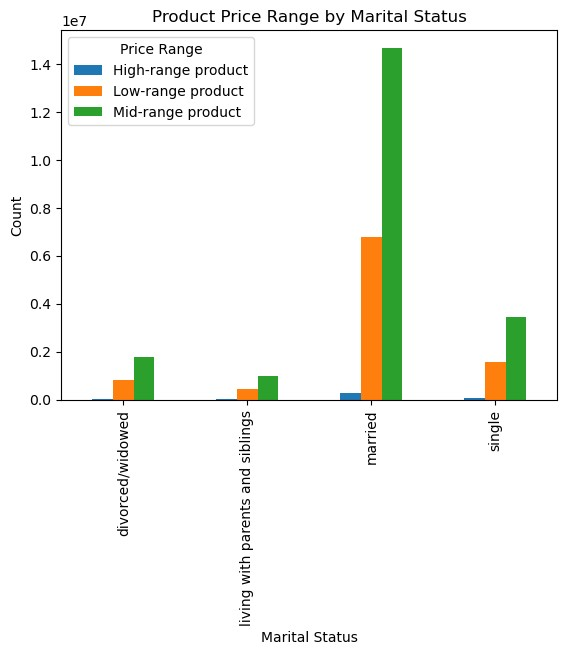 Product Price Range by Marital Status
1e7
Price Range
High-range product
Low-range product
Mid-range product
1.4
1.2
1.0
0.8
0.6
0.4
0.2
0.0
Count
divorced/widowed
living with parents and siblings
married
single
Marital Status